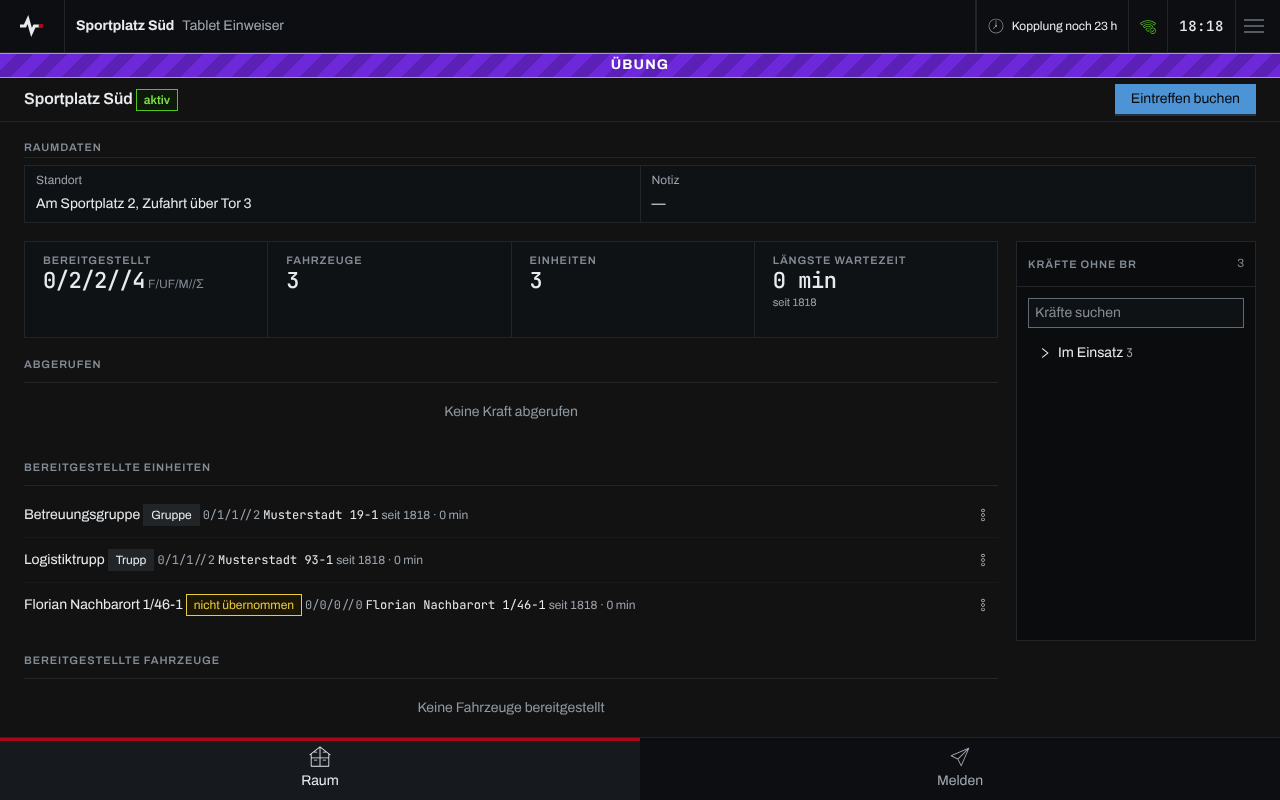 Sportplatz Süd Tablet Einweiser Kopplung noch 23 h 18:18
ÜBUNG
Sportplatz Süd aktiv Eintreffen buchen
RAUMDATEN
Standort Notiz
Am Sportplatz 2, Zufahrt über Tor 3 —
BEREITGESTELLT FAHRZEUGE EINHEITEN LÄNGSTE WARTEZEIT
0/2/2//4 F/UF/M//Σ 3 3 0 min
seit 1818
KRÄFTE OHNE BR 3
Kräfte suchen
Im Einsatz 3
ABGERUFEN
Keine Kraft abgerufen
BEREITGESTELLTE EINHEITEN
Betreuungsgruppe Gruppe 0/1/1//2 Musterstadt 19-1 seit 1818 · 0 min
Logistiktrupp Trupp 0/1/1//2 Musterstadt 93-1 seit 1818 · 0 min
Florian Nachbarort 1/46-1 nicht übernommen 0/0/0//0 Florian Nachbarort 1/46-1 seit 1818 · 0 min
BEREITGESTELLTE FAHRZEUGE
Keine Fahrzeuge bereitgestellt
Raum Melden